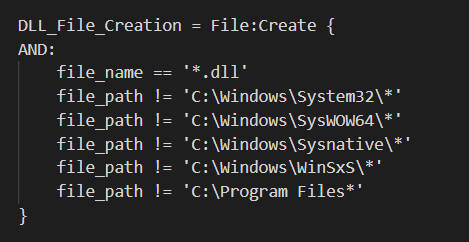 DLL_File_Creation = File:Create {
AND:
    file_name == '*.dll'
    file_path != 'C:\Windows\System32\*'
    file_path != 'C:\Windows\SysWOW64\*'
    file_path != 'C:\Windows\Sysnative\*'
    file_path != 'C:\Windows\WinSxS\*'
    file_path != 'C:\Program Files*'
}